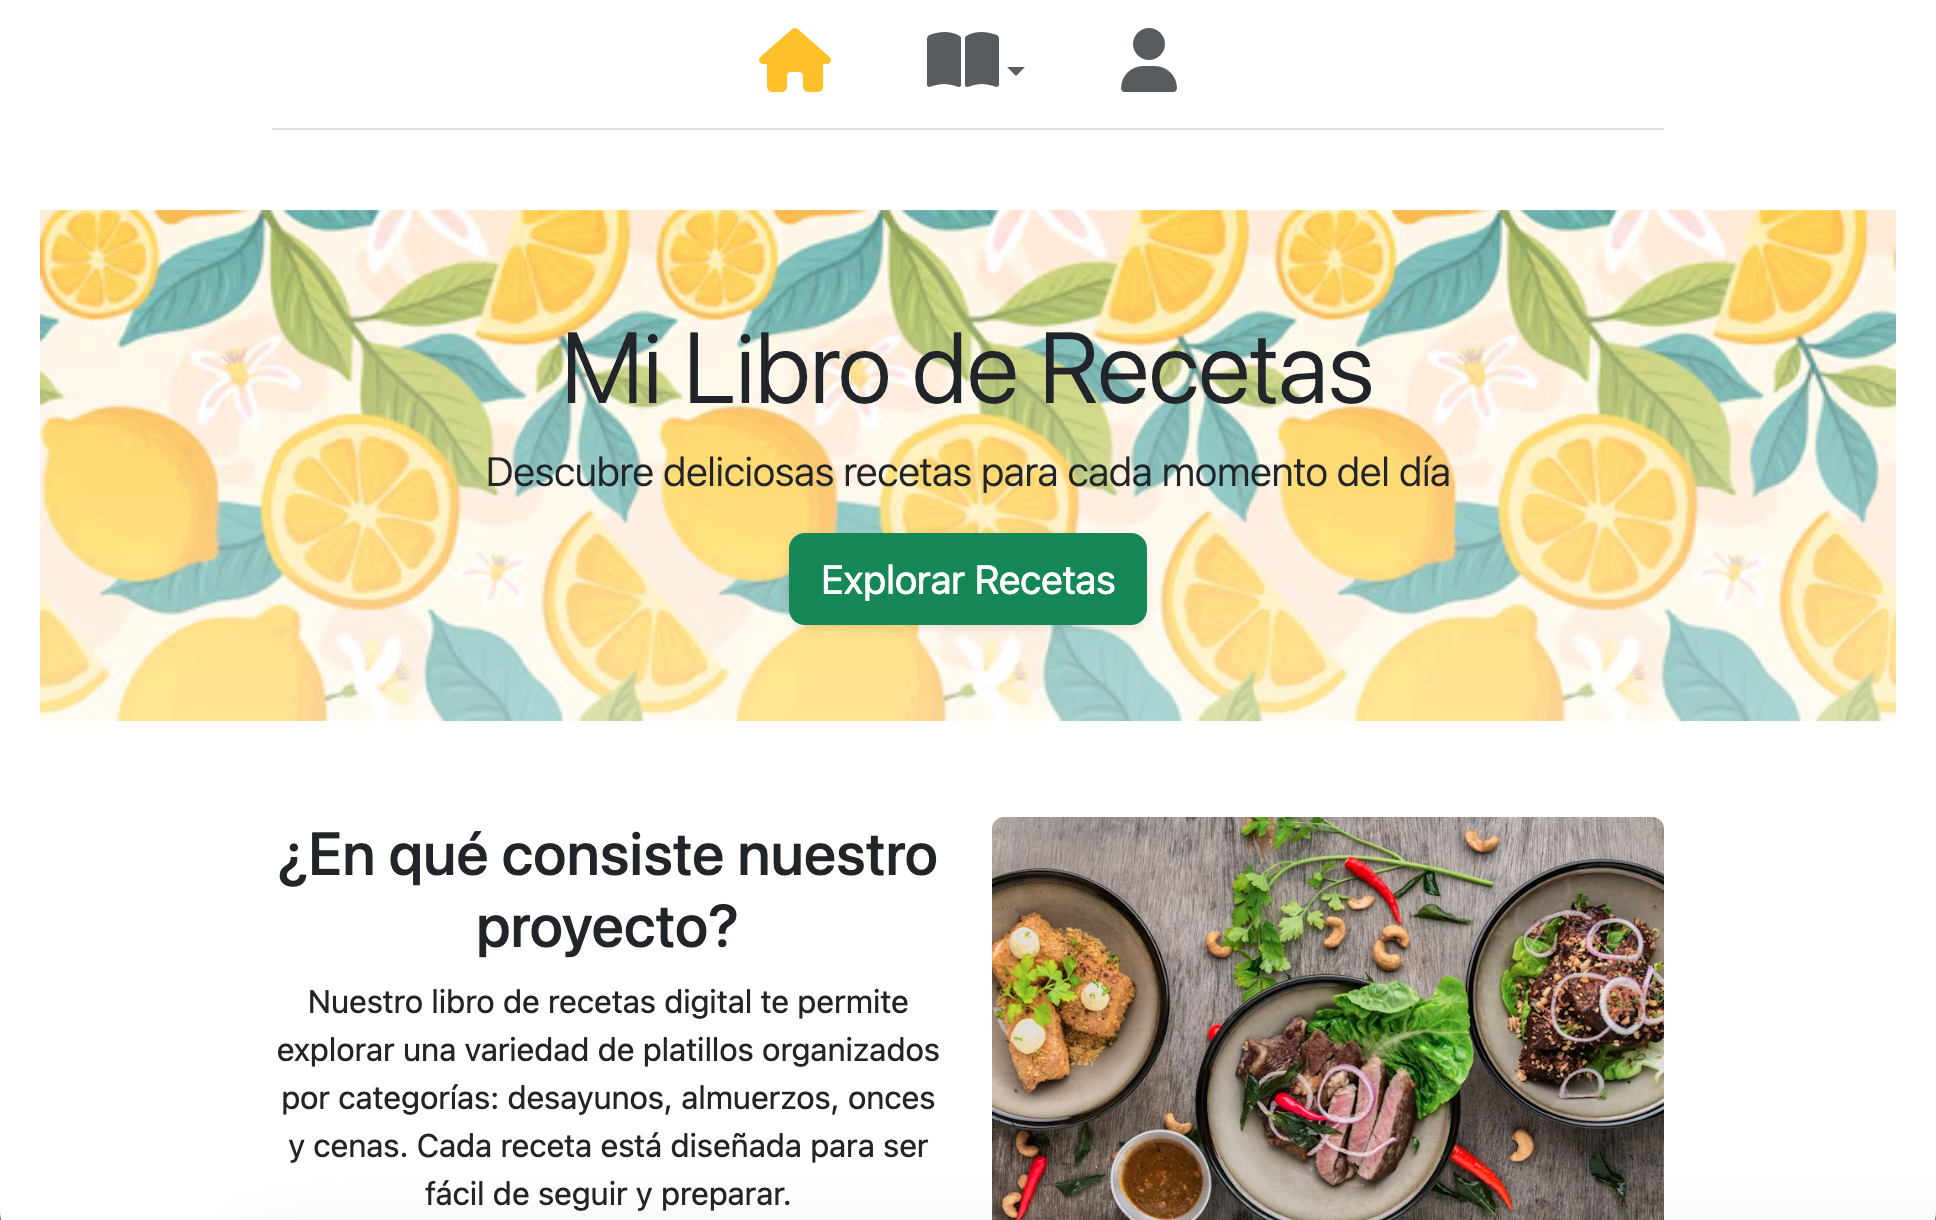 Mi Libro de Recetas
Descubre deliciosas recetas para cada momento del día
Explorar Recetas
¿En qué consiste nuestro
proyecto?
Nuestro libro de recetas digital te permite
explorar una variedad de platillos organizados
por categorías: desayunos, almuerzos, onces
y cenas. Cada receta está diseñada para ser
fácil de seguir y preparar.